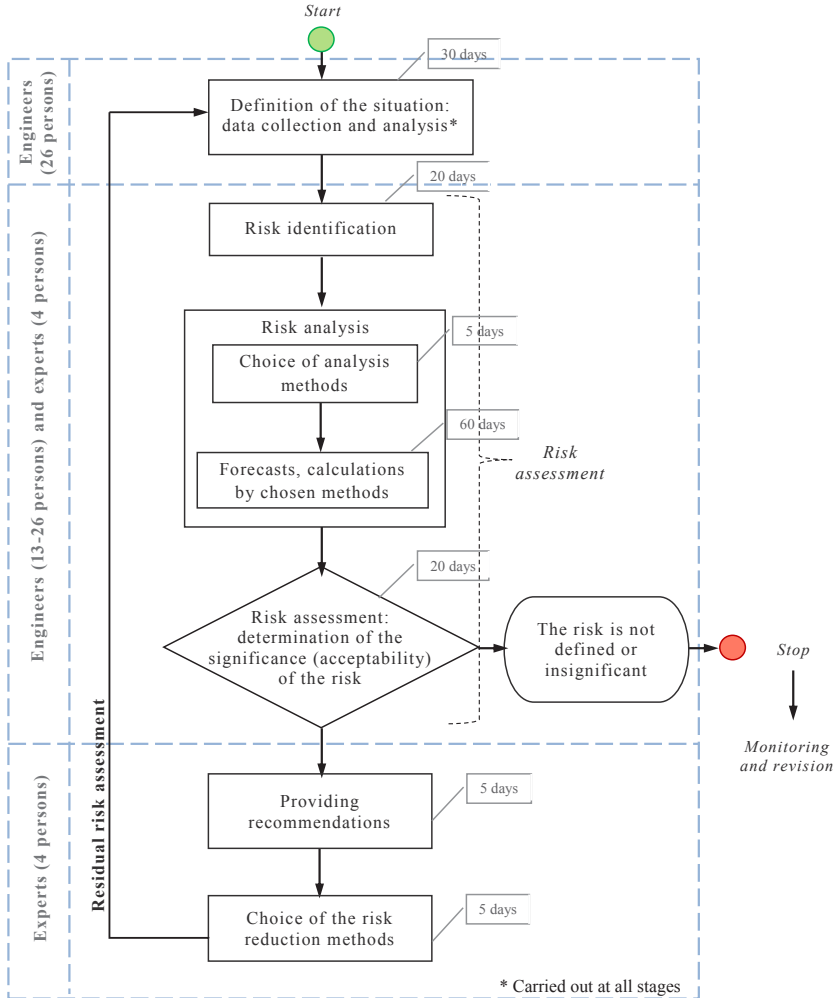 Start
30 days
Engineers
(26 persons)
Definition of the situation:
data collection and analysis*
20 days
Engineers (13-26 persons) and experts (4 persons)
Risk identification
Risk analysis
5 days
Choice of analysis
methods
60 days
Forecasts, calculations
by chosen methods
Risk
assessment
20 days
Risk assessment:
determination of the
significance (acceptability)
of the risk
The risk is not
defined or
insignificant
Stop
Monitoring
and revision
Residual risk assessment
Experts (4 persons)
Providing
recommendations
5 days
Choice of the risk
reduction methods
5 days
* Carried out at all stages